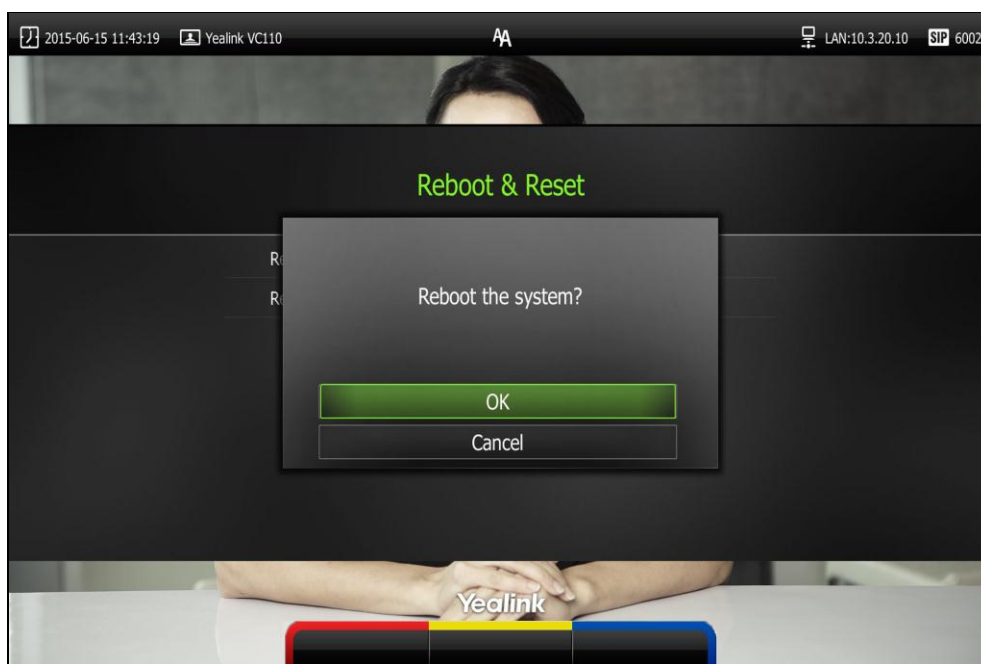 2015-06-15 11:43:19 Yealink VC110 AA LAN:10.3.20.10 SIP 6002
Reboot & Reset
Reboot the system?
OK
Cancel
Yealink